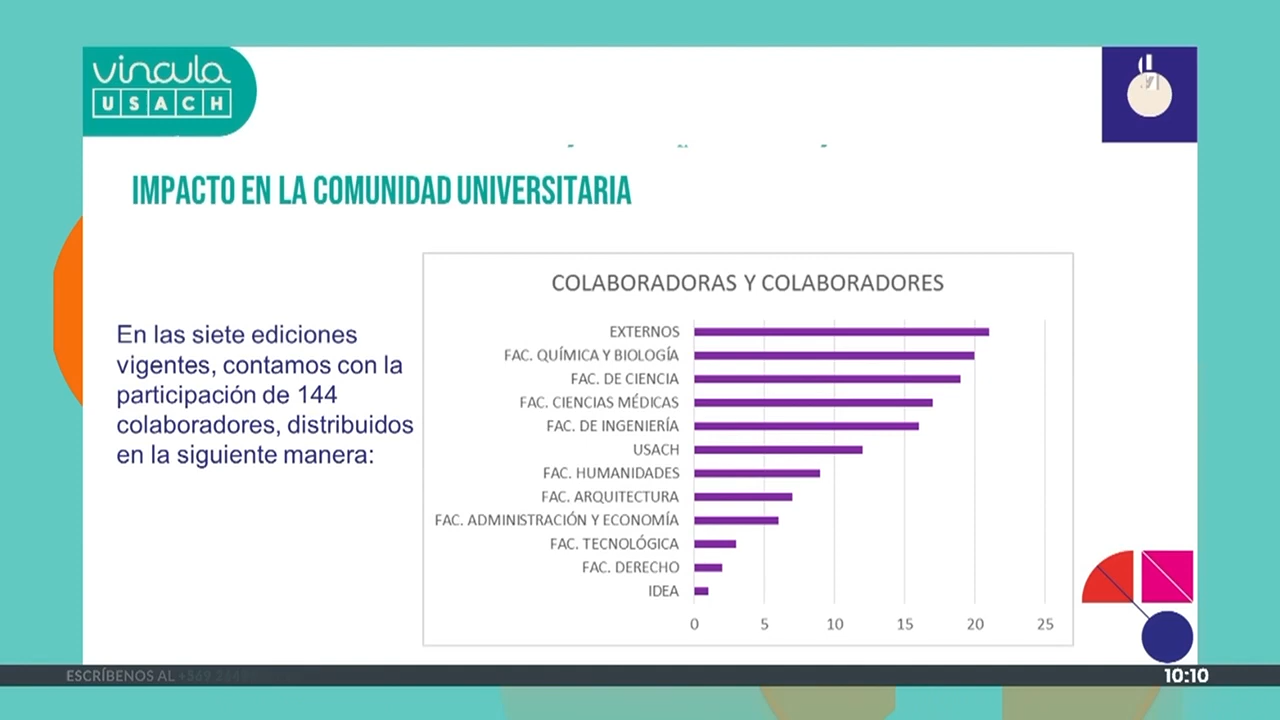 vincula
USACH
IMPACTO EN LA COMUNIDAD UNIVERSITARIA
En las siete ediciones
vigentes, contamos con la
participación de 144
colaboradores, distribuidos
en la siguiente manera:
COLABORADORAS Y COLABORADORES
EXTERNOS
FAC. QUÍMICA Y BIOLOGÍA
FAC. DE CIENCIA
FAC. CIENCIAS MÉDICAS
FAC. DE INGENIERÍA
USACH
FAC. HUMANIDADES
FAC. ARQUITECTURA
FAC. ADMINISTRACIÓN Y ECONOMÍA
FAC. TECNOLÓGICA
FAC. DERECHO
IDEA
0 5 10 15 20 25
ESCRÍBENOS AL +569
10:10